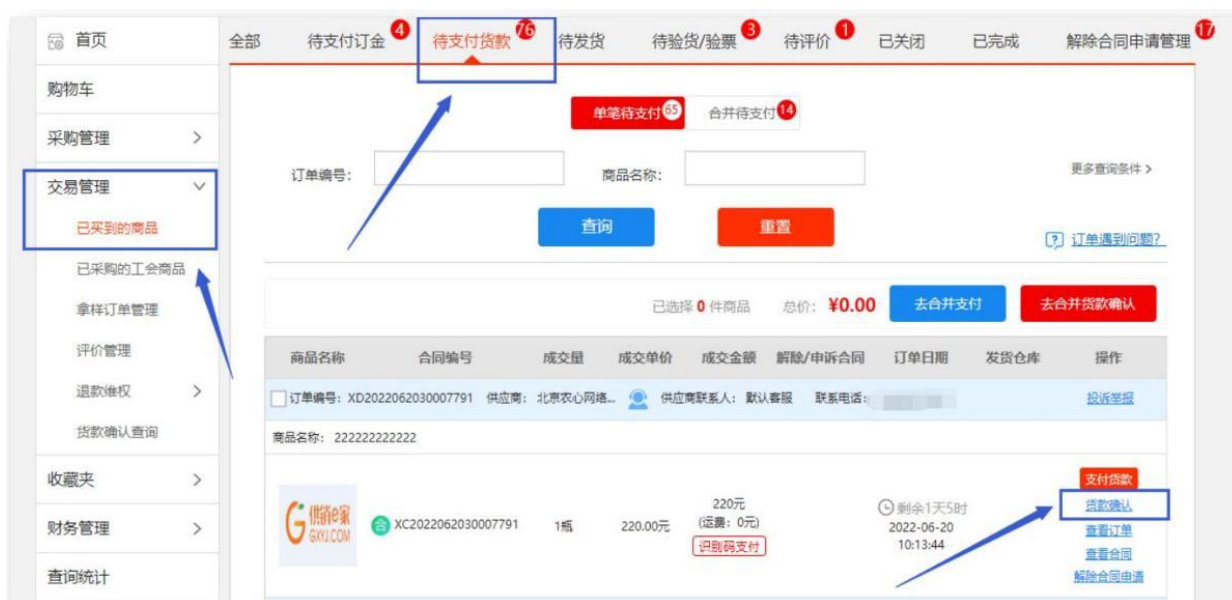 首页
全部
待支付订金
4
待支付货款
76
待发货
待验货/验票
3
待评价
1
已关闭
已完成
解除合同申请管理
17
购物车
采购管理
交易管理
已买到的商品
已采购的工会商品
拿样订单管理
评价管理
退款维权
货款确认查询
收藏夹
财务管理
查询统计
单笔待支付 65
合并待支付 14
订单编号：
商品名称：
更多查询条件
查询
重置
订单遇到问题?
已选择 0 件商品
总价： ¥0.00
去合并支付
去合并货款确认
商品名称 合同编号 成交量 成交单价 成交金额 解除/申诉合同 订单日期 发货仓库 操作
订单编号： XD2022062030007791 供应商： 北京农心网络... 供应商联系人： 默认客服 联系电话： 投诉举报
商品名称： 222222222222
供销e家
GXYJ.COM
合 XC2022062030007791
1瓶
220.00元
220元
(运费：0元)
识别码支付
剩余1天5时
2022-06-20
10:13:44
支付货款
货款确认
查看订单
查看合同
解除合同申请